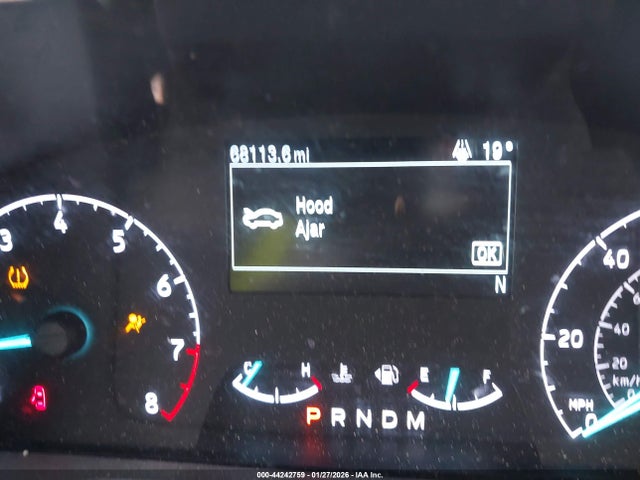 68113.6 mi 19°
Hood
Ajar
OK
N
3 4 5 6 7 8
C H
E F
P R N D M
40
20
MPH 0
40
20
km/h
0
000-44242759 - 01/27/2026 - © IAA Inc.